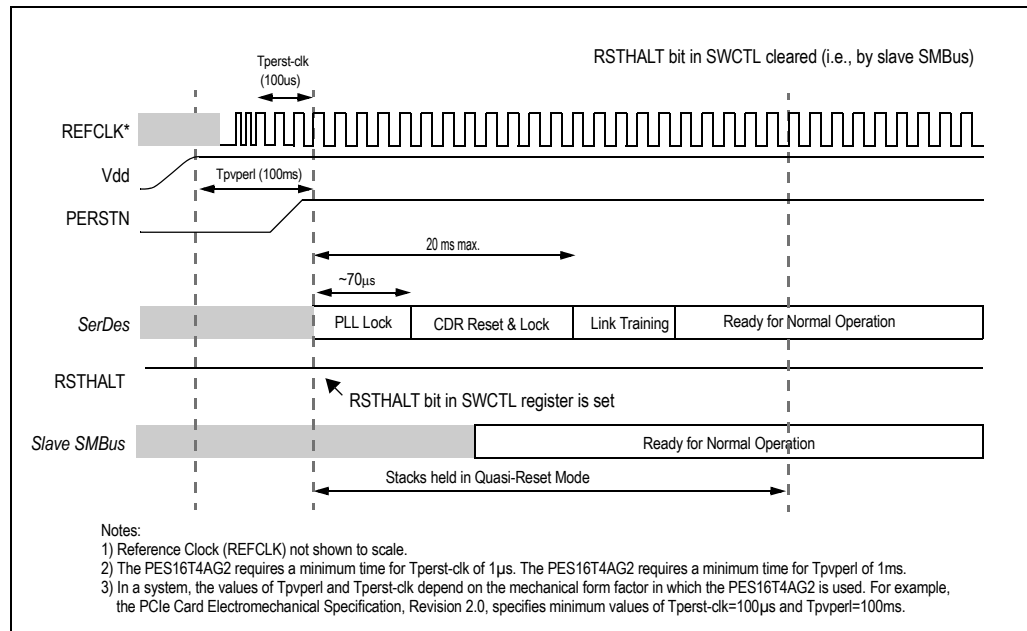 Tperst-clk
(100us)
RSTHALT bit in SWCTL cleared (i.e., by slave SMBus)
REFCLK*
Vdd
Tpvperl (100ms)
PERSTN
20 ms max.
~70μs
SerDes
PLL Lock
CDR Reset & Lock
Link Training
Ready for Normal Operation
RSTHALT
RSTHALT bit in SWCTL register is set
Slave SMBus
Ready for Normal Operation
Stacks held in Quasi-Reset Mode
Notes:
1) Reference Clock (REFCLK) not shown to scale.
2) The PES16T4AG2 requires a minimum time for Tperst-clk of 1μs. The PES16T4AG2 requires a minimum time for Tpvperl of 1ms.
3) In a system, the values of Tpvperl and Tperst-clk depend on the mechanical form factor in which the PES16T4AG2 is used. For example,
the PCIe Card Electromechanical Specification, Revision 2.0, specifies minimum values of Tperst-clk=100μs and Tpvperl=100ms.